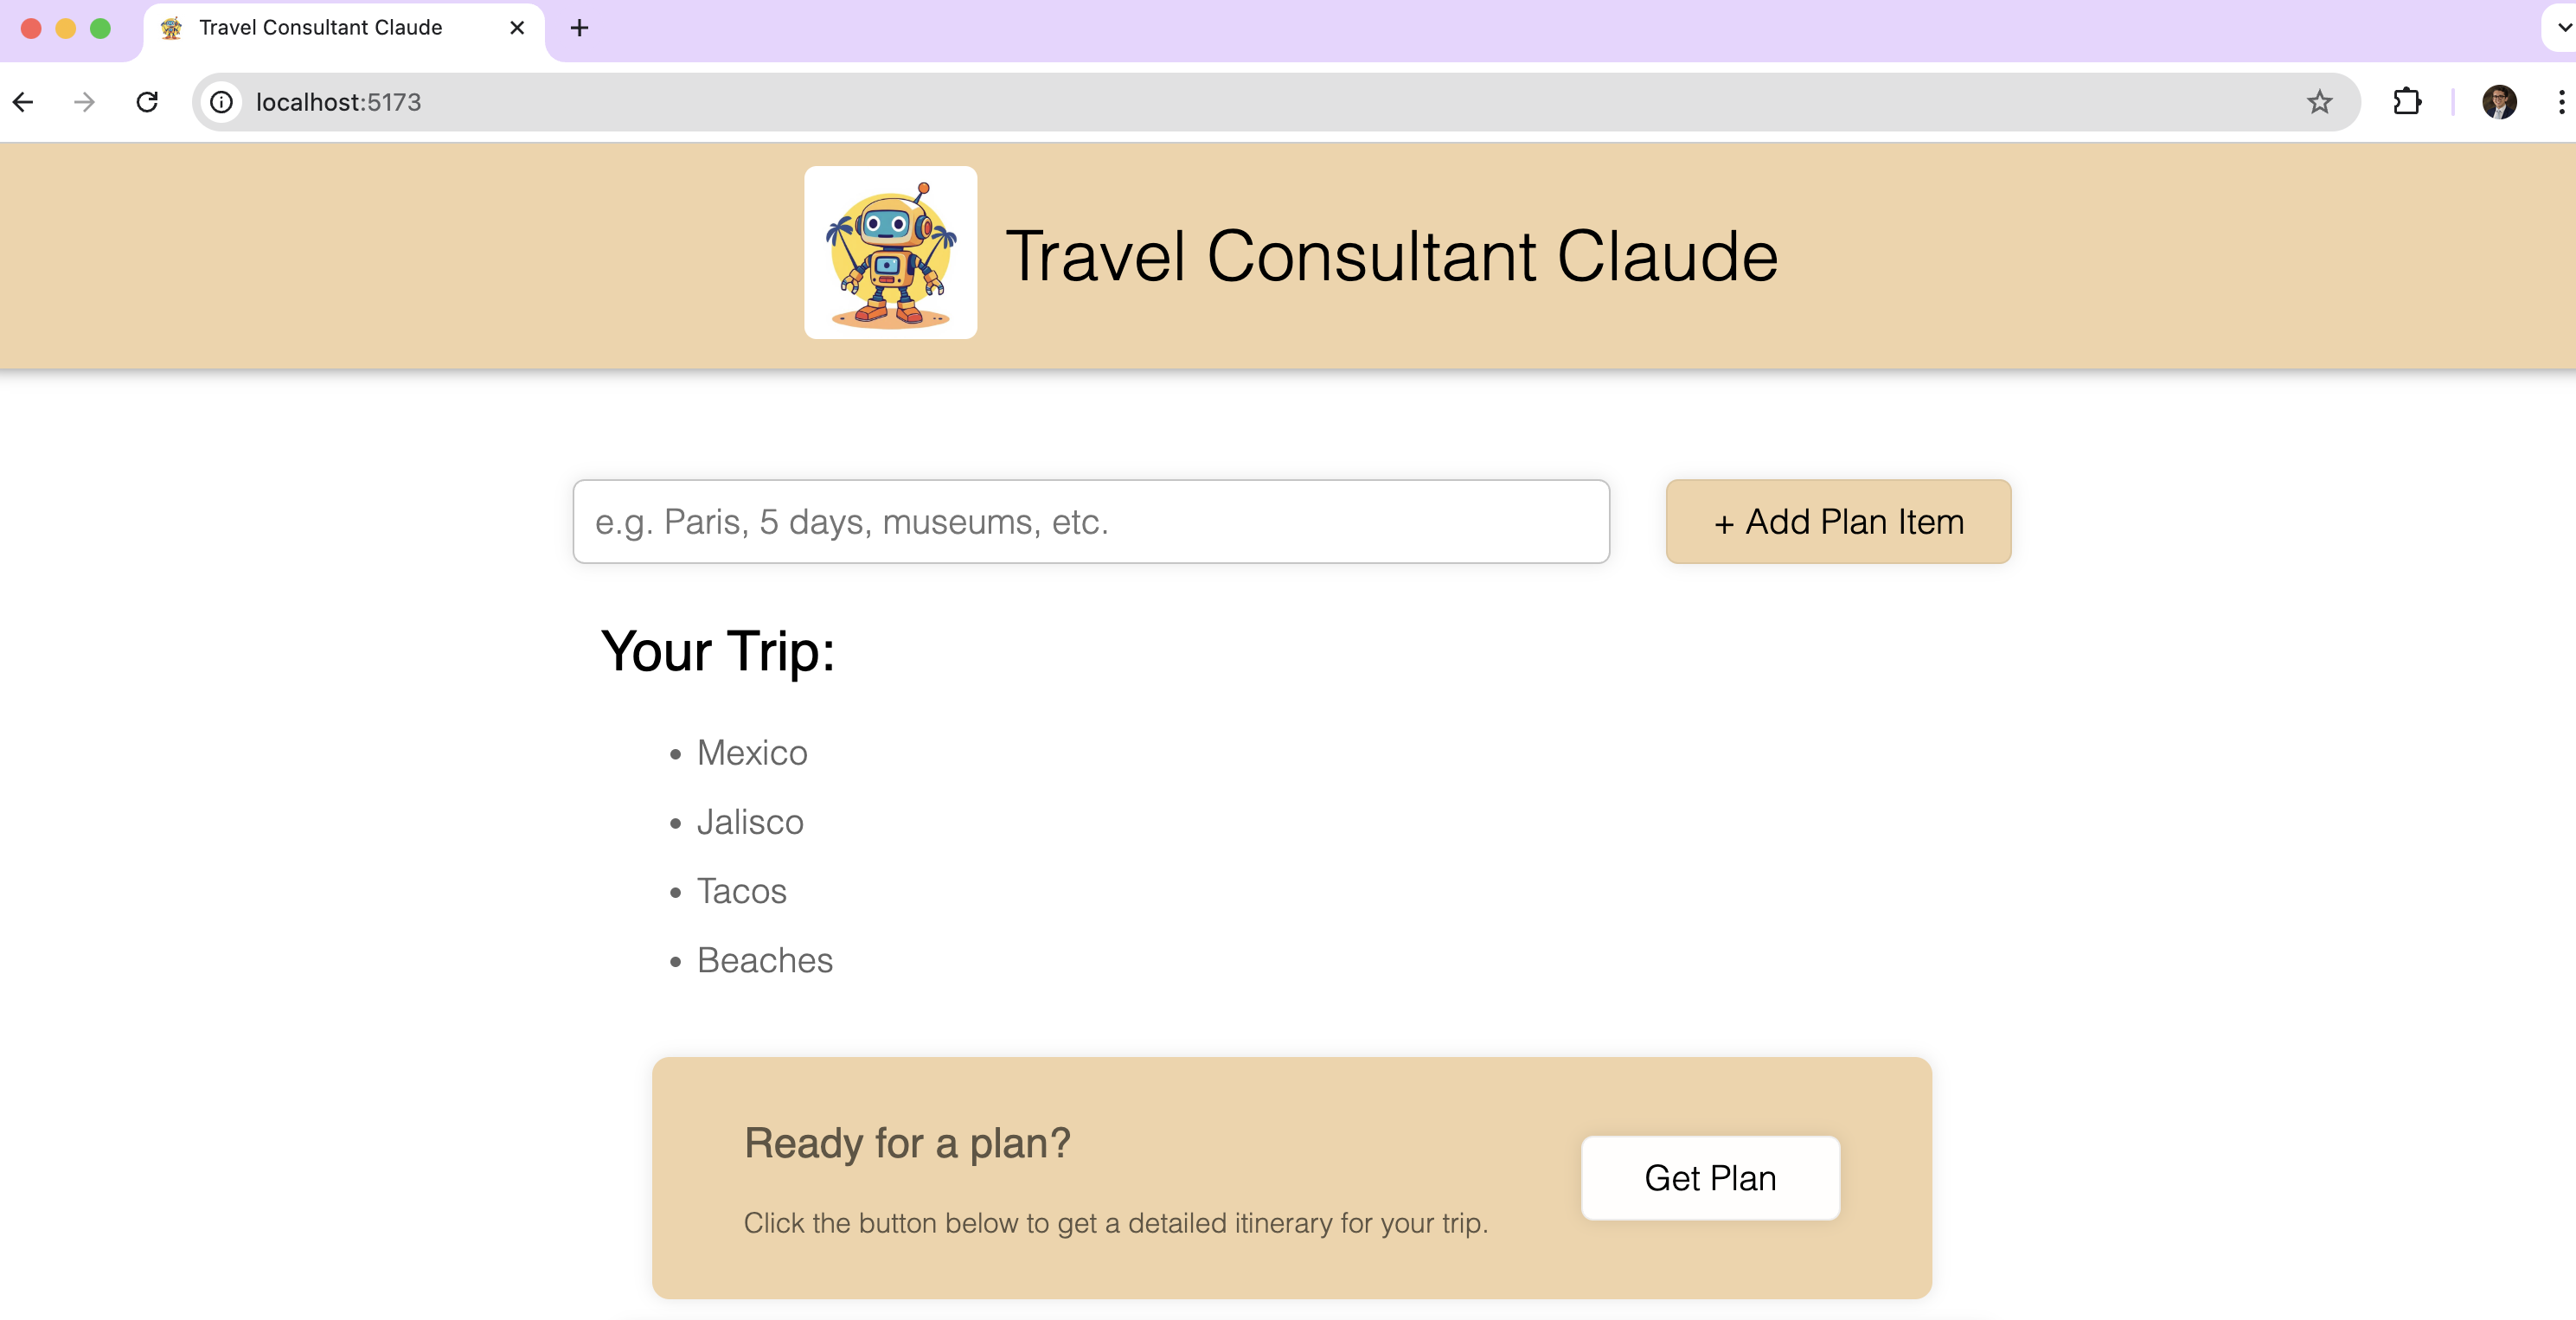 Travel Consultant Claude
localhost:5173
Travel Consultant Claude
e.g. Paris, 5 days, museums, etc.
+ Add Plan Item
Your Trip:
Mexico
Jalisco
Tacos
Beaches
Ready for a plan?
Get Plan
Click the button below to get a detailed itinerary for your trip.